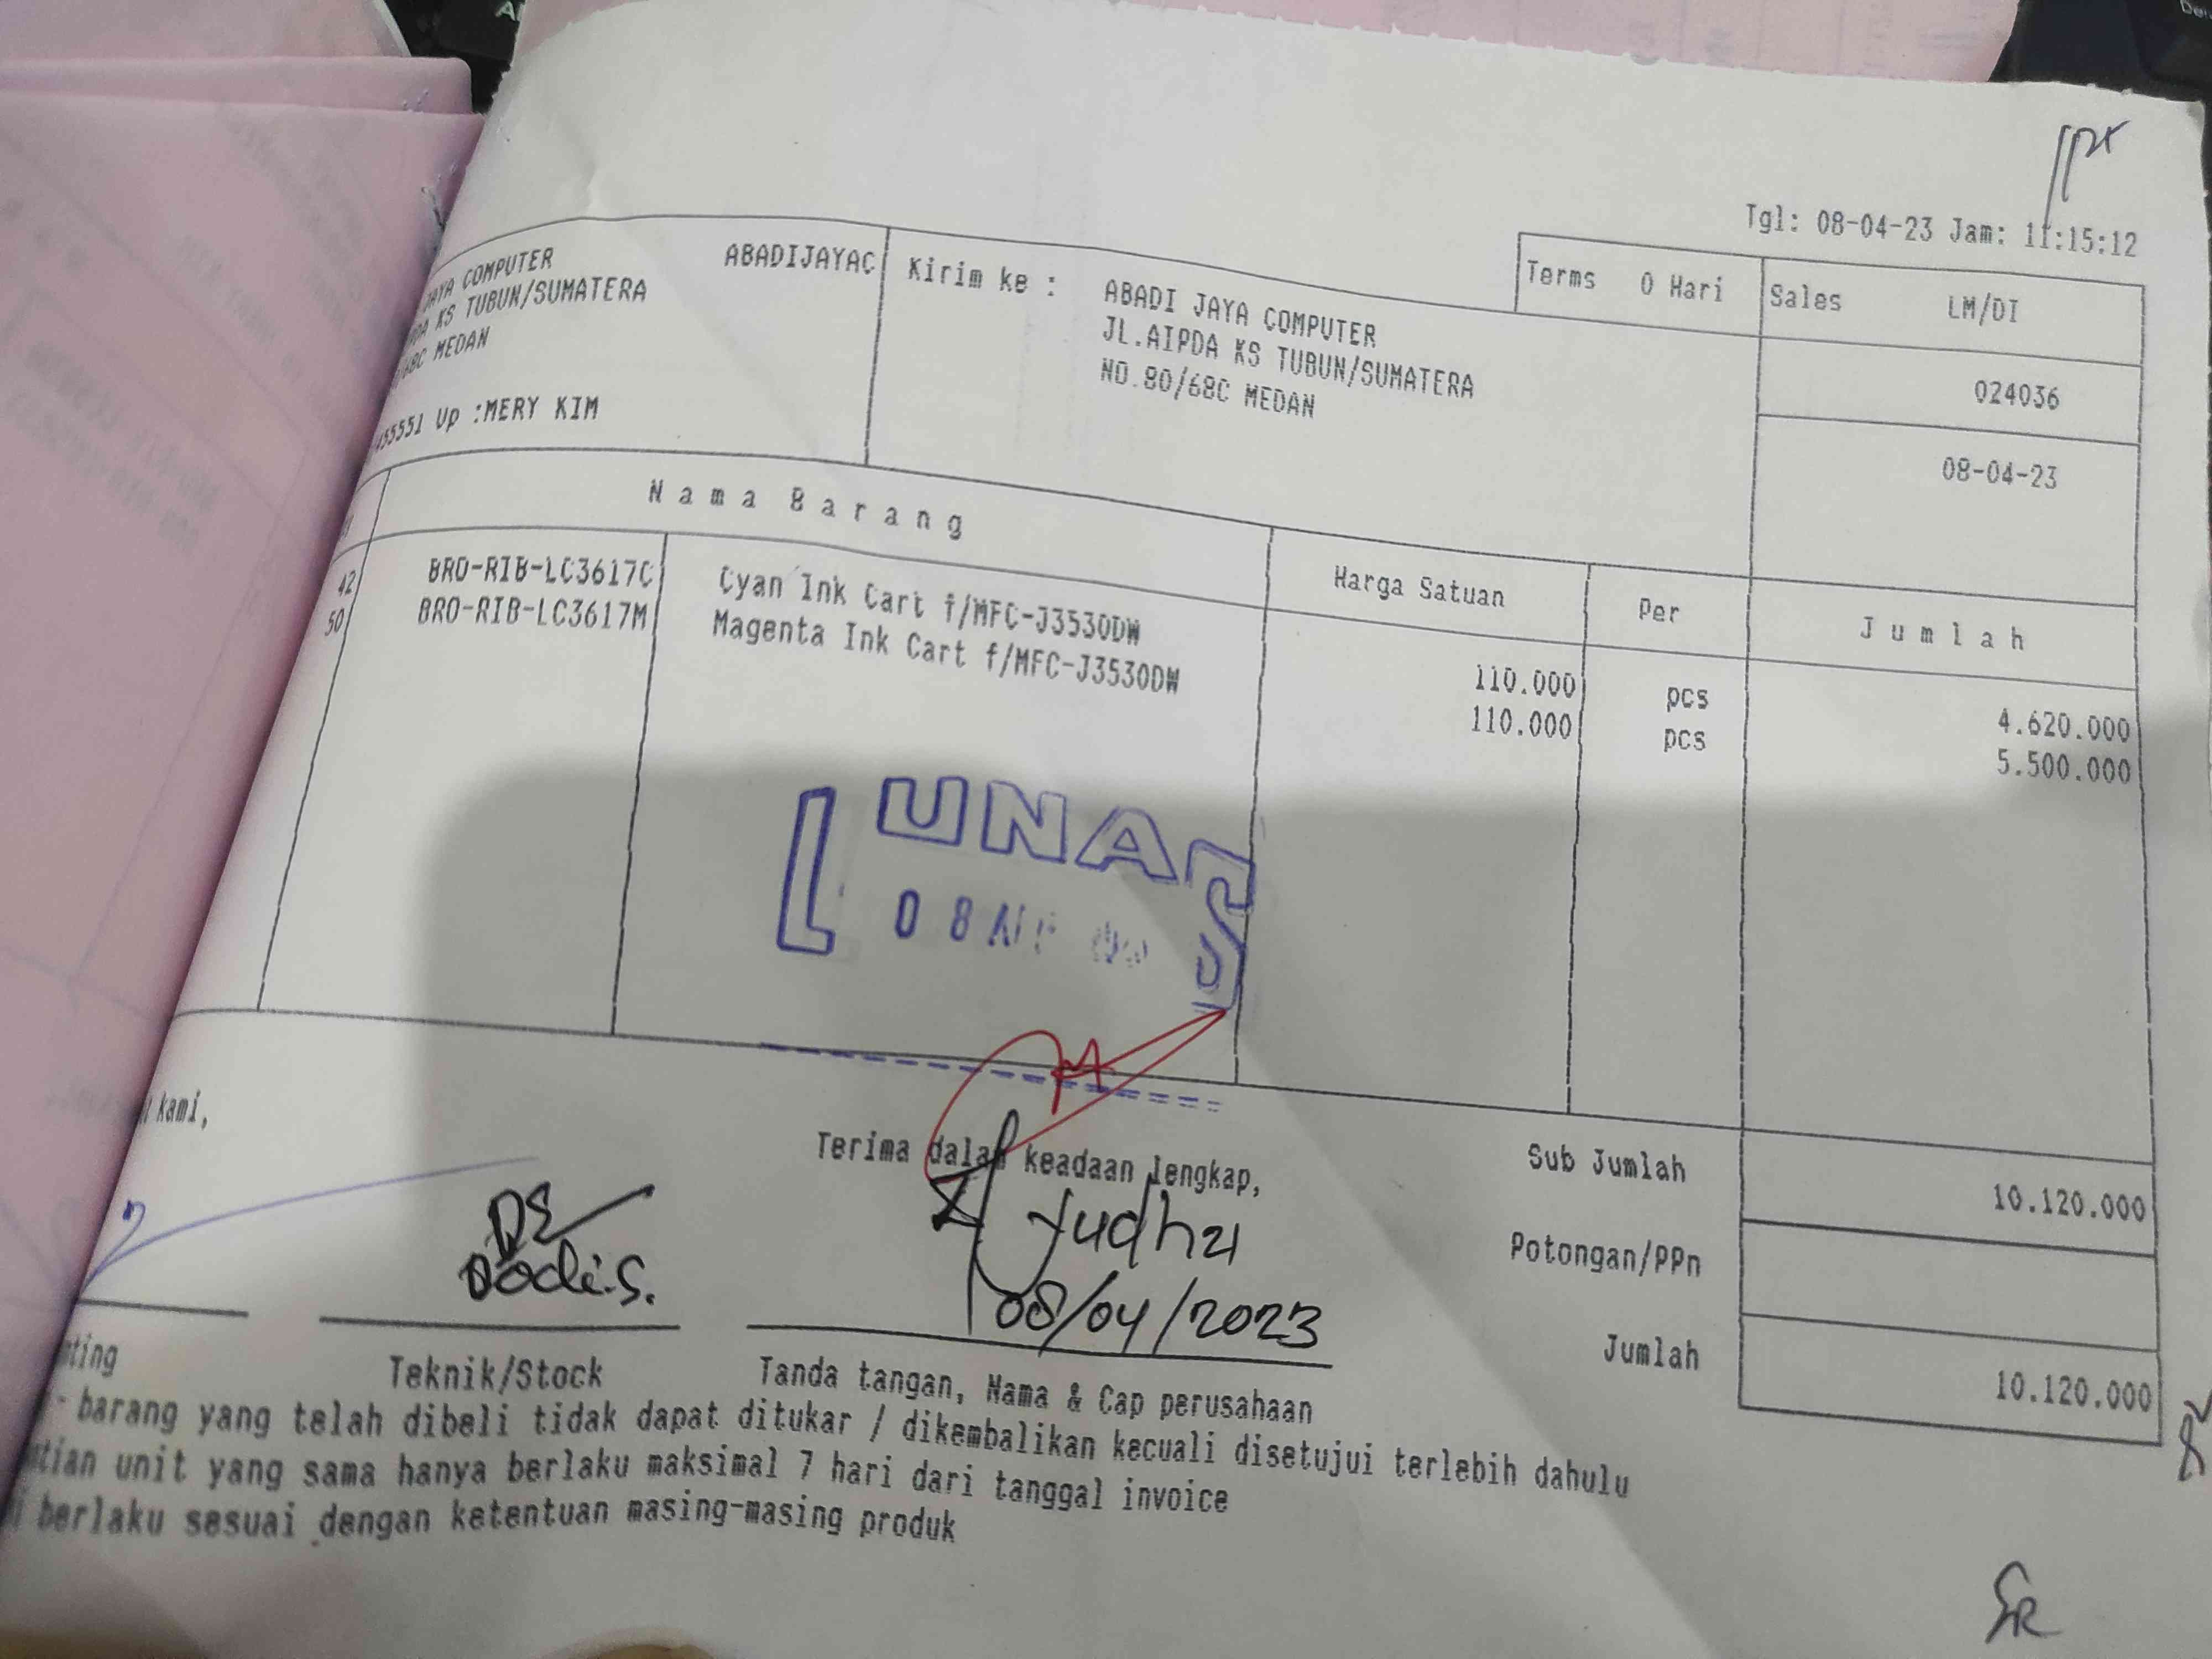 Tgl: 08-04-23 Jam: 11:15:12
JAYA COMPUTER
ABADIJAYAC
KS TUBUN/SUMATERA
/68C MEDAN
455551 Up :MERY KIM
Kirim ke :
ABADI JAYA COMPUTER
JL.AIPDA KS TUBUN/SUMATERA
NO.80/68C MEDAN
Terms 0 Hari
Sales LM/DI
024036
08-04-23
Nama Barang
Harga Satuan
Per
Jumlah
42 BRO-RIB-LC3617C Cyan Ink Cart f/MFC-J3530DW 110.000 pcs 4.620.000
50 BRO-RIB-LC3617M Magenta Ink Cart f/MFC-J3530DW 110.000 pcs 5.500.000
LUNAS
08
kami,
Terima dalam keadaan lengkap,
Dodi.S.
Yudha
08/04/2023
Teknik/Stock
Tanda tangan, Nama & Cap perusahaan
Sub Jumlah 10.120.000
Potongan/PPn
Jumlah 10.120.000
- barang yang telah dibeli tidak dapat ditukar / dikembalikan kecuali disetujui terlebih dahulu
unit yang sama hanya berlaku maksimal 7 hari dari tanggal invoice
berlaku sesuai dengan ketentuan masing-masing produk